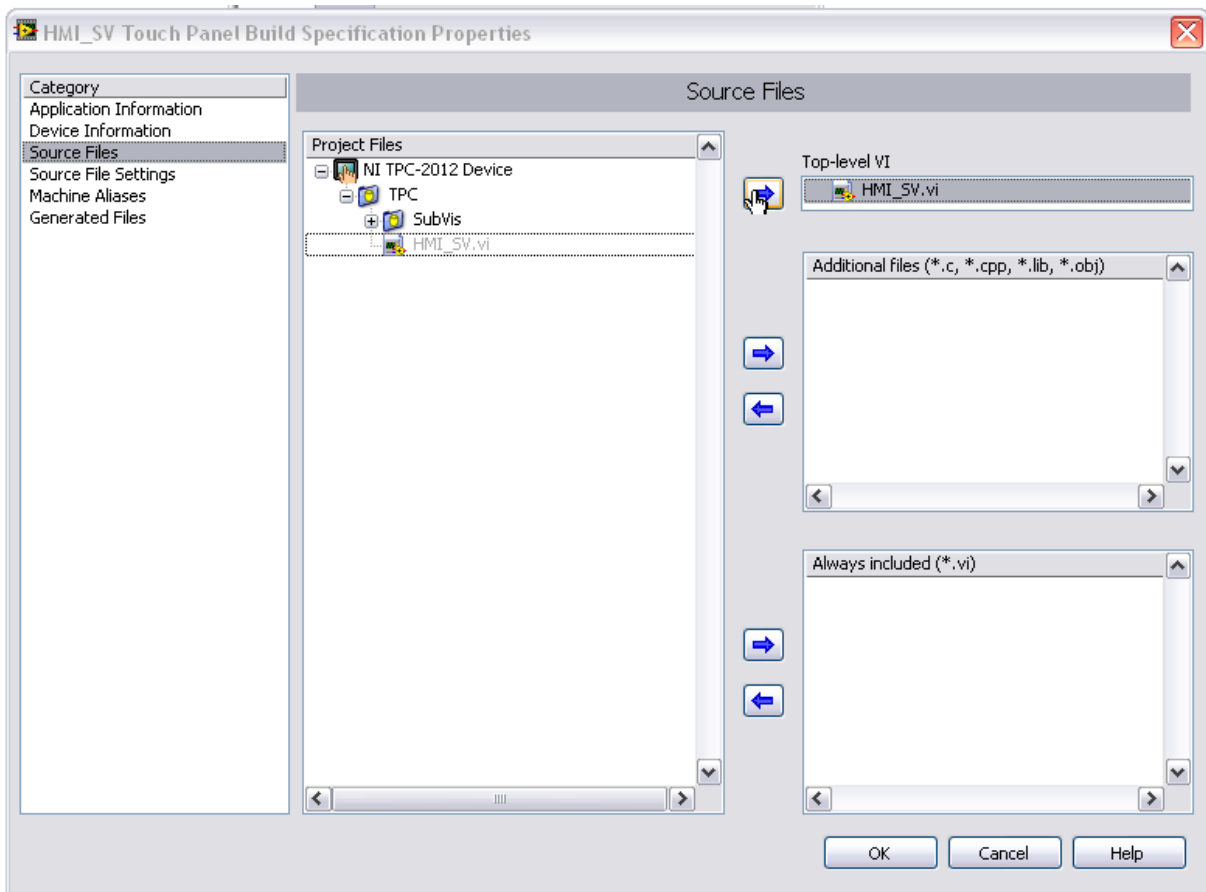 HMI_SV Touch Panel Build Specification Properties
Category
Application Information
Device Information
Source Files
Source File Settings
Machine Aliases
Generated Files
Source Files
Project Files
NI TPC-2012 Device
TPC
SubVis
HMI_SV.vi
Top-level VI
HMI_SV.vi
Additional files (*.c, *.cpp, *.lib, *.obj)
Always included (*.vi)
OK
Cancel
Help